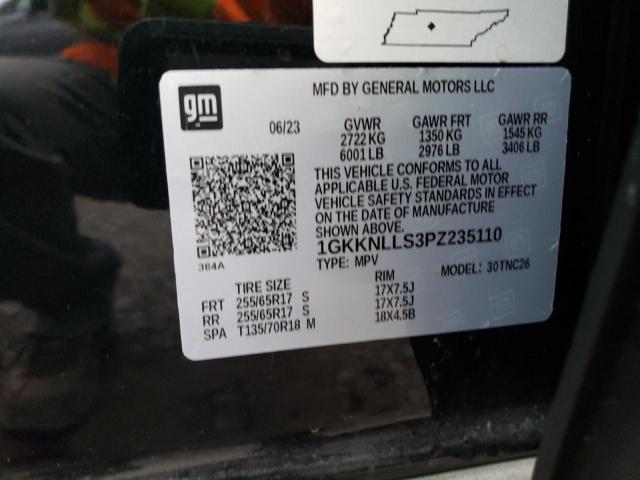 gm
MFD BY GENERAL MOTORS LLC
06/23 GVWR GAWR FRT GAWR RR
2722 KG 1350 KG 1545 KG
6001 LB 2976 LB 3406 LB
THIS VEHICLE CONFORMS TO ALL
APPLICABLE U.S. FEDERAL MOTOR
VEHICLE SAFETY STANDARDS IN EFFECT
ON THE DATE OF MANUFACTURE
SHOWN ABOVE.
1GKKNLLS3PZ235110
384A
TYPE: MPV MODEL: 30TNC26
TIRE SIZE RIM
FRT 255/65R17 S 17X7.5J
RR 255/65R17 S 17X7.5J
SPA T135/70R18 M 18X4.5B